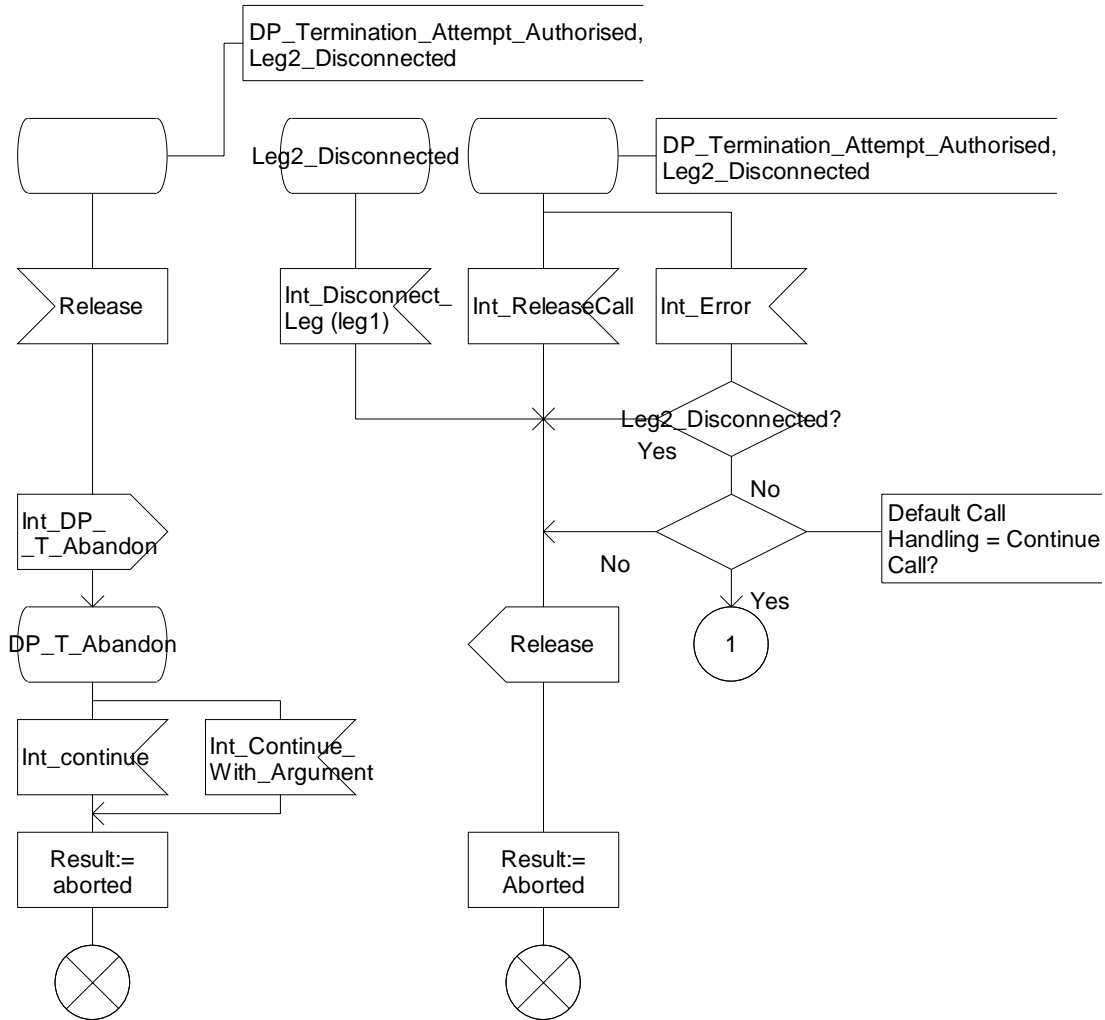 DP_Termination_Attempt_Authorised,
Leg2_Disconnected
Leg2_Disconnected
DP_Termination_Attempt_Authorised,
Leg2_Disconnected
Release
Int_Disconnect_
Leg (leg1)
Int_ReleaseCall
Int_Error
Leg2_Disconnected?
Yes
No
Int_DP_
_T_Abandon
Default Call
Handling = Continue
Call?
No
Yes
DP_T_Abandon
Release
1
Int_continue
Int_Continue_
With_Argument
Result:=
aborted
Result:=
Aborted